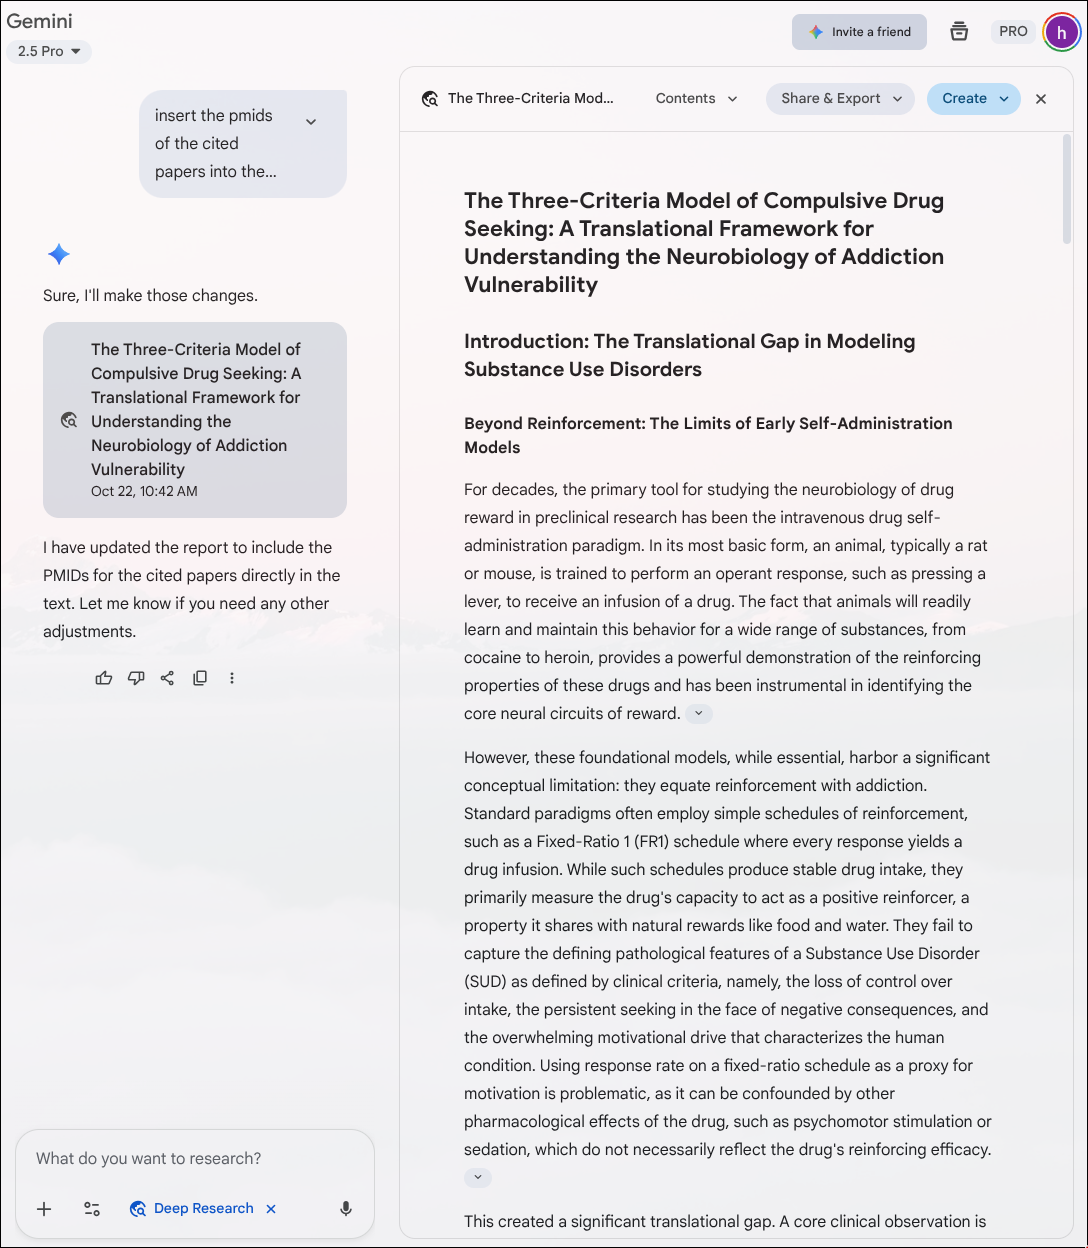 Gemini
2.5 Pro
Invite a friend
PRO
h
insert the pmids
of the cited
papers into the...
Sure, I'll make those changes.
The Three-Criteria Model of
Compulsive Drug Seeking: A
Translational Framework for
Understanding the
Neurobiology of Addiction
Vulnerability
Oct 22, 10:42 AM
I have updated the report to include the
PMIDs for the cited papers directly in the
text. Let me know if you need any other
adjustments.
What do you want to research?
Deep Research
The Three-Criteria Mod...
Contents
Share & Export
Create
The Three-Criteria Model of Compulsive Drug
Seeking: A Translational Framework for
Understanding the Neurobiology of Addiction
Vulnerability
Introduction: The Translational Gap in Modeling
Substance Use Disorders
Beyond Reinforcement: The Limits of Early Self-Administration
Models
For decades, the primary tool for studying the neurobiology of drug
reward in preclinical research has been the intravenous drug self-
administration paradigm. In its most basic form, an animal, typically a rat
or mouse, is trained to perform an operant response, such as pressing a
lever, to receive an infusion of a drug. The fact that animals will readily
learn and maintain this behavior for a wide range of substances, from
cocaine to heroin, provides a powerful demonstration of the reinforcing
properties of these drugs and has been instrumental in identifying the
core neural circuits of reward.
However, these foundational models, while essential, harbor a significant
conceptual limitation: they equate reinforcement with addiction.
Standard paradigms often employ simple schedules of reinforcement,
such as a Fixed-Ratio 1 (FR1) schedule where every response yields a
drug infusion. While such schedules produce stable drug intake, they
primarily measure the drug's capacity to act as a positive reinforcer, a
property it shares with natural rewards like food and water. They fail to
capture the defining pathological features of a Substance Use Disorder
(SUD) as defined by clinical criteria, namely, the loss of control over
intake, the persistent seeking in the face of negative consequences, and
the overwhelming motivational drive that characterizes the human
condition. Using response rate on a fixed-ratio schedule as a proxy for
motivation is problematic, as it can be confounded by other
pharmacological effects of the drug, such as psychomotor stimulation or
sedation, which do not necessarily reflect the drug's reinforcing efficacy.
This created a significant translational gap. A core clinical observation is